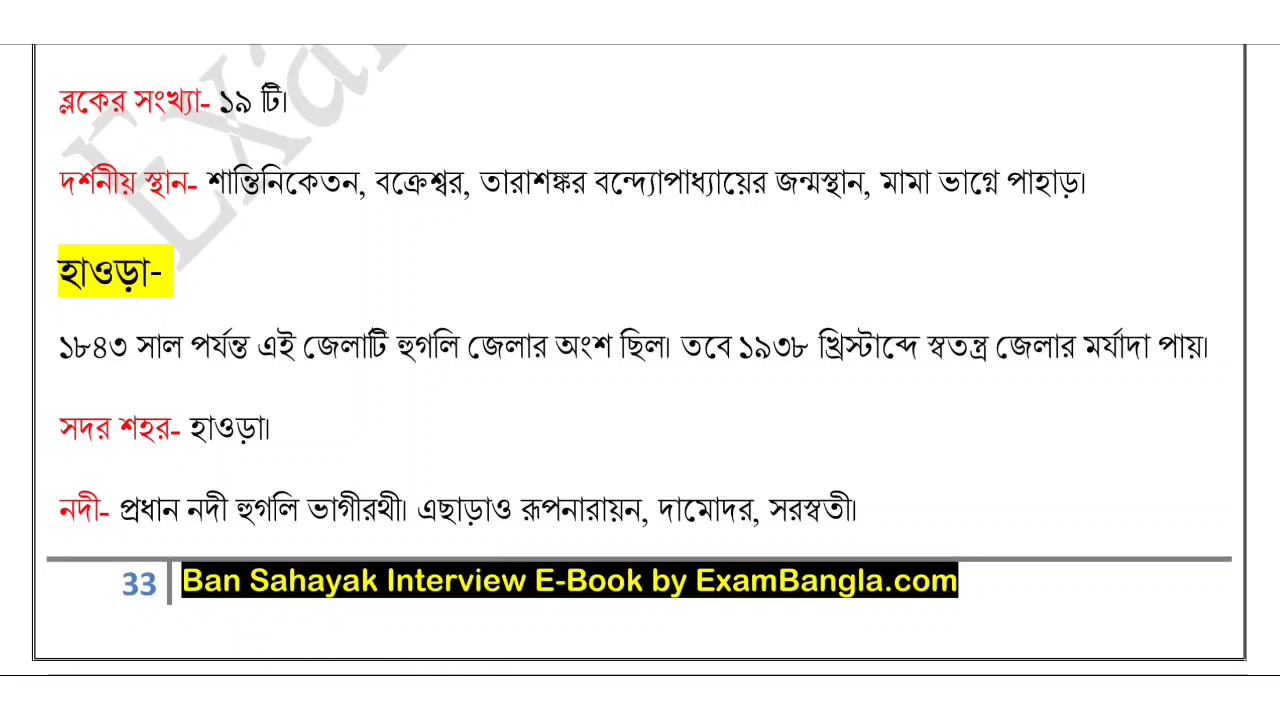 ব্লকের সংখ্যা- ১৯ টি।
দর্শনীয় স্থান- শান্তিনিকেতন, বক্রেশ্বর, তারাশঙ্কর বন্দ্যোপাধ্যায়ের জন্মস্থান, মামা ভাগ্নে পাহাড়।
হাওড়া-
১৮৪৩ সাল পর্যন্ত এই জেলাটি হুগলি জেলার অংশ ছিল। তবে ১৯৩৮ খ্রিস্টাব্দে স্বতন্ত্র জেলার মর্যাদা পায়।
সদর শহর- হাওড়া।
নদী- প্রধান নদী হুগলি ভাগীরথী। এছাড়াও রূপনারায়ন, দামোদর, সরস্বতী।
33 Ban Sahayak Interview E-Book by ExamBangla.com